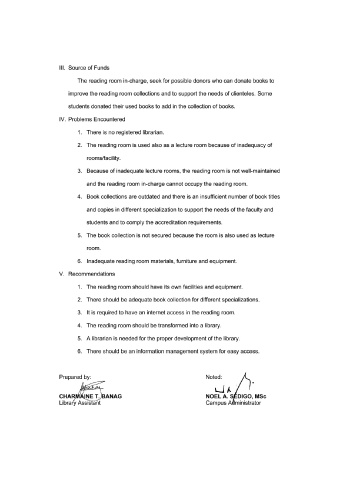 III. Source of Funds
The reading room in-charge, seek for possible donors who can donate books to
improve the reading room collections and to support the needs of clienteles. Some
students donated their used books to add in the collection of books.
IV. Problems Encountered
1. There is no registered librarian.
2. The reading room is used also as a lecture room because of inadequacy of
rooms/facility.
3. Because of inadequate lecture rooms, the reading room is not well-maintained
and the reading room in-charge cannot occupy the reading room.
4. Book collections are outdated and there is an insufficient number of book titles
and copies in different specialization to support the needs of the faculty and
students and to comply the accreditation requirements.
5. The book collection is not secured because the room is also used as lecture
room.
6. Inadequate reading room materials, furniture and equipment.
V. Recommendations
1. The reading room should have its own facilities and equipment.
2. There should be adequate book collection for different specializations.
3. It is required to have an internet access in the reading room.
4. The reading room should be transformed into a library.
5. A librarian is needed for the proper development of the library.
6. There should be an information management system for easy access.
Prepared by: Noted:
CHARMAINE T. BANAG NOEL A. SEDIGO, MSc
Library Assistant Campus Administrator